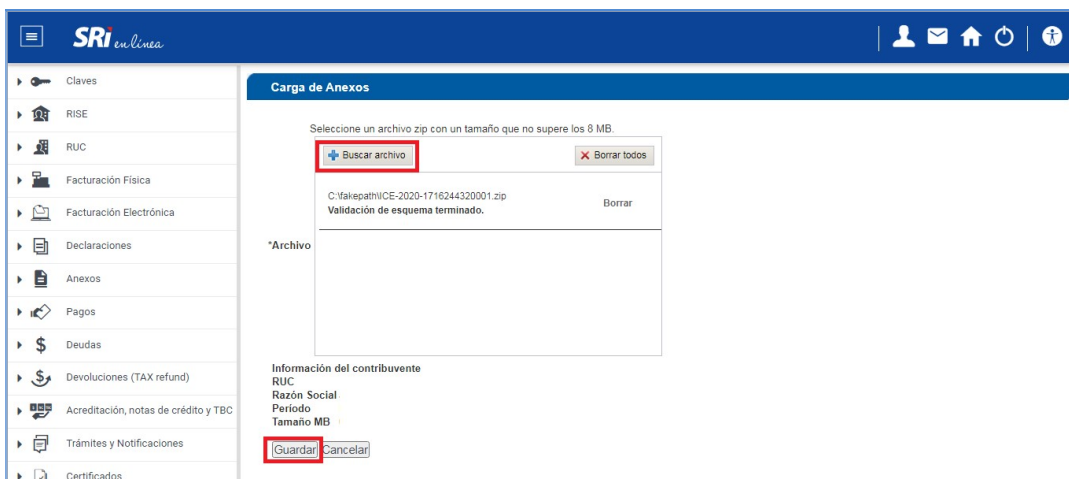 SRi en línea
Claves
RISE
RUC
Facturación Física
Facturación Electrónica
Declaraciones
Anexos
Pagos
Deudas
Devoluciones (TAX refund)
Acreditación, notas de crédito y TBC
Trámites y Notificaciones
Certificados
Carga de Anexos
Seleccione un archivo zip con un tamaño que no supere los 8 MB.
Buscar archivo
Borrar todos
C:\fakepath\ICE-2020-1716244320001.zip
Borrar
Validación de esquema terminado.
*Archivo
Información del contribuyente
RUC
Razón Social
Período
Tamaño MB
Guardar Cancelar